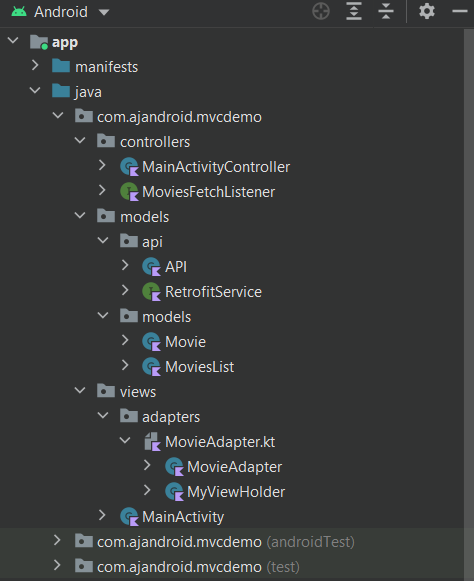 Android
app
manifests
java
com.ajandroid.mvcdemo
controllers
MainActivityController
MoviesFetchListener
models
api
API
RetrofitService
models
Movie
MoviesList
views
adapters
MovieAdapter.kt
MovieAdapter
MyViewHolder
MainActivity
com.ajandroid.mvcdemo (androidTest)
com.ajandroid.mvcdemo (test)